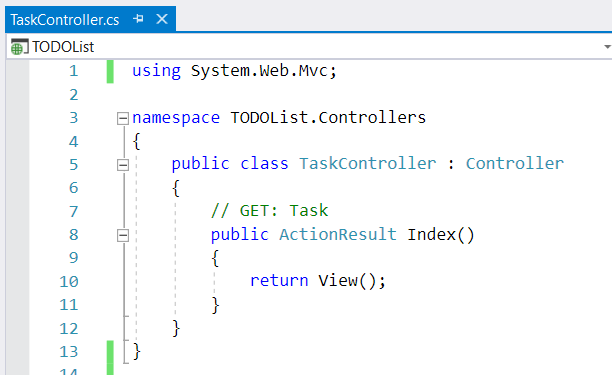 TaskController.cs
TODOList
1 using System.Web.Mvc;
2
3 namespace TODOList.Controllers
4 {
5 public class TaskController : Controller
6 {
7 // GET: Task
8 public ActionResult Index()
9 {
10 return View();
11 }
12 }
13 }
14